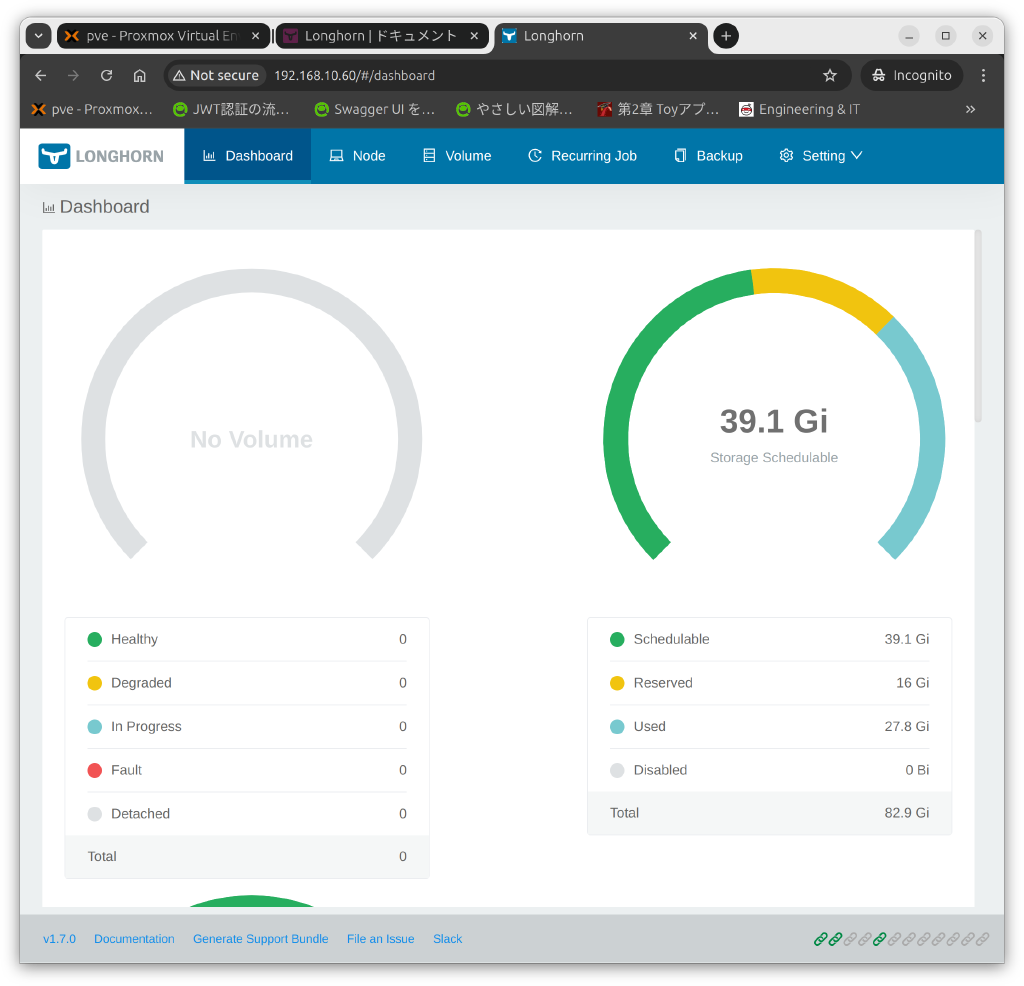 pve - Proxmox Virtual En
Longhorn | ドキュメント
Longhorn
Not secure
192.168.10.60/#/dashboard
Incognito
pve - Proxmox...
JWT認証の流...
Swagger UI を...
やさしい図解...
第2章 Toyアプ...
Engineering & IT
LONGHORN
Dashboard
Node
Volume
Recurring Job
Backup
Setting
Dashboard
No Volume
39.1 Gi
Storage Schedulable
Healthy 0
Degraded 0
In Progress 0
Fault 0
Detached 0
Total 0
Schedulable 39.1 Gi
Reserved 16 Gi
Used 27.8 Gi
Disabled 0 Bi
Total 82.9 Gi
v1.7.0
Documentation
Generate Support Bundle
File an Issue
Slack